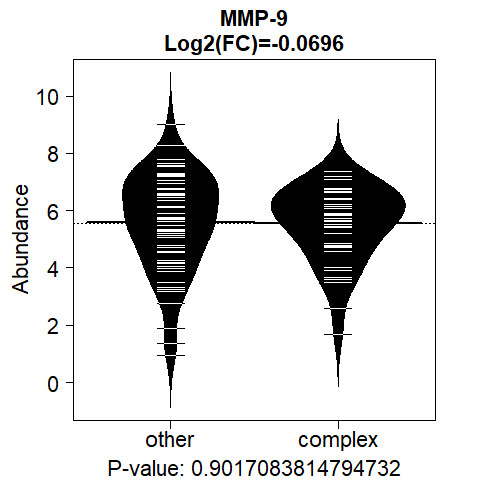 MMP-9
Log2(FC)=-0.0696
Abundance
10
8
6
4
2
0
other complex
P-value: 0.9017083814794732